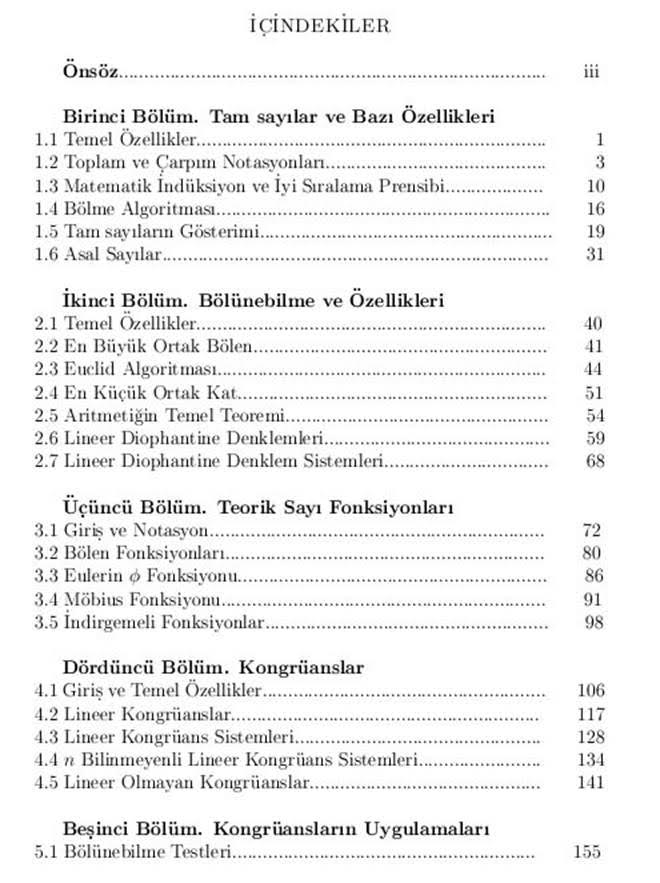 İÇİNDEKİLER
Önsöz.................................................................................... iii
Birinci Bölüm. Tam sayılar ve Bazı Özellikleri
1.1 Temel Özellikler.................................................................... 1
1.2 Toplam ve Çarpım Notasyonları........................................... 3
1.3 Matematik İndüksiyon ve İyi Sıralama Prensibi................... 10
1.4 Bölme Algoritması................................................................. 16
1.5 Tam sayıların Gösterimi......................................................... 19
1.6 Asal Sayılar........................................................................... 31
İkinci Bölüm. Bölünebilme ve Özellikleri
2.1 Temel Özellikler.................................................................... 40
2.2 En Büyük Ortak Bölen......................................................... 41
2.3 Euclid Algoritması................................................................ 44
2.4 En Küçük Ortak Kat............................................................ 51
2.5 Aritmetiğin Temel Teoremi................................................... 54
2.6 Lineer Diophantine Denklemleri............................................ 59
2.7 Lineer Diophantine Denklem Sistemleri................................ 68
Üçüncü Bölüm. Teorik Sayı Fonksiyonları
3.1 Giriş ve Notasyon................................................................. 72
3.2 Bölen Fonksiyonları.............................................................. 80
3.3 Eulerin ϕ Fonksiyonu............................................................ 86
3.4 Möbius Fonksiyonu............................................................... 91
3.5 İndirgemeli Fonksiyonlar....................................................... 98
Dördüncü Bölüm. Kongrüanslar
4.1 Giriş ve Temel Özellikler....................................................... 106
4.2 Lineer Kongrüanslar............................................................ 117
4.3 Lineer Kongrüans Sistemleri................................................ 128
4.4 n Bilinmeyenli Lineer Kongrüans Sistemleri........................ 134
4.5 Lineer Olmayan Kongrüanslar............................................. 141
Beşinci Bölüm. Kongrüansların Uygulamaları
5.1 Bölünebilme Testleri........................................................... 155